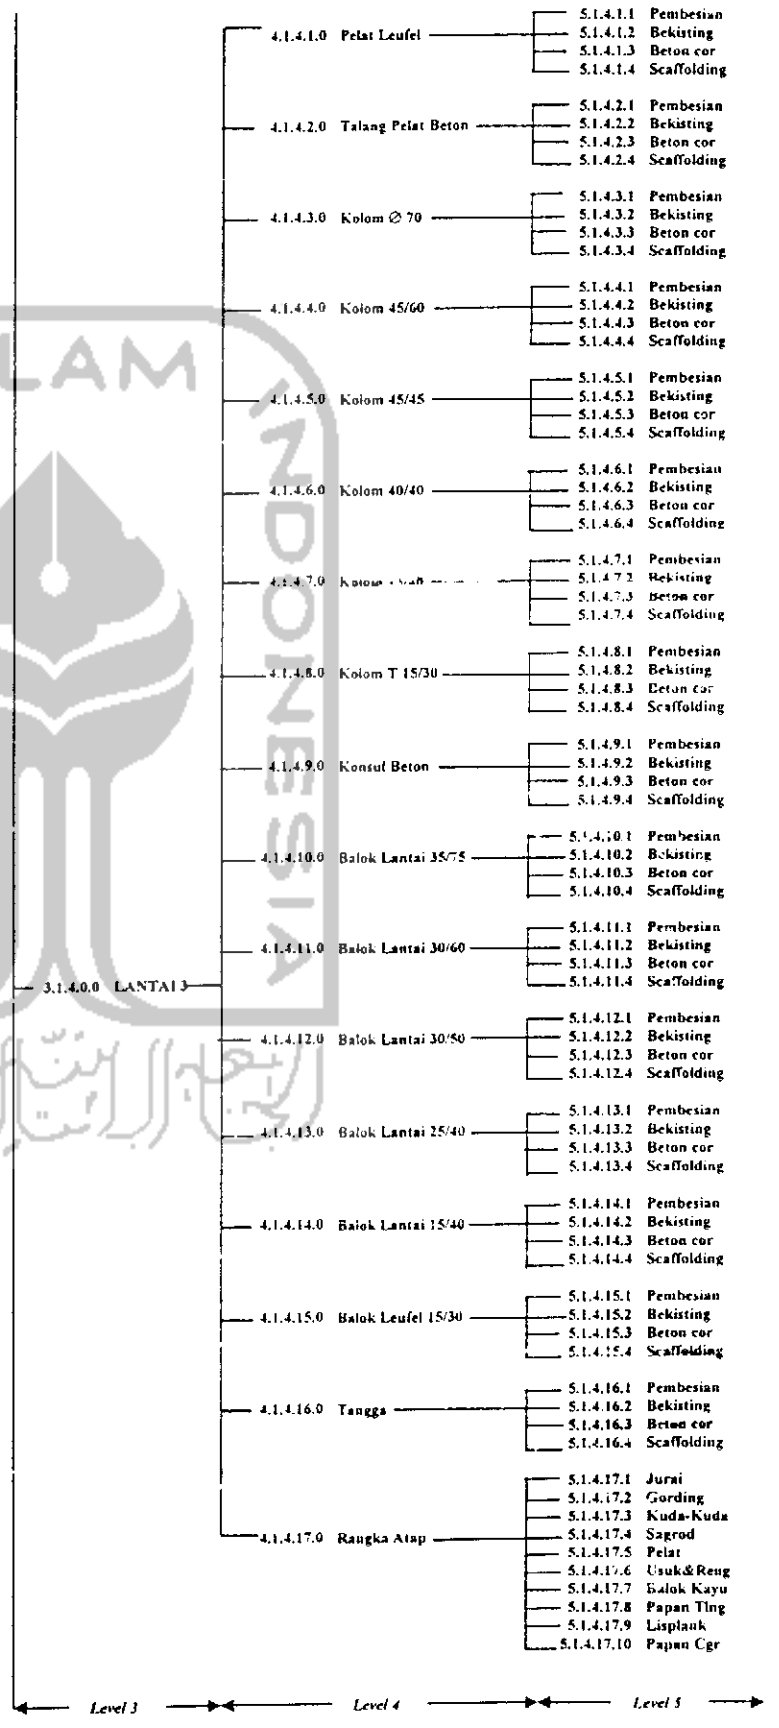 4.1.4.1.0 Pelat Leufel
5.1.4.1.1 Pembesian
5.1.4.1.2 Bekisting
5.1.4.1.3 Beton cor
5.1.4.1.4 Scaffolding
4.1.4.2.0 Talang Pelat Beton
5.1.4.2.1 Pembesian
5.1.4.2.2 Bekisting
5.1.4.2.3 Beton cor
5.1.4.2.4 Scaffolding
4.1.4.3.0 Kolom Ø 70
5.1.4.3.1 Pembesian
5.1.4.3.2 Bekisting
5.1.4.3.3 Beton cor
5.1.4.3.4 Scaffolding
4.1.4.4.0 Kolom 45/60
5.1.4.4.1 Pembesian
5.1.4.4.2 Bekisting
5.1.4.4.3 Beton cor
5.1.4.4.4 Scaffolding
4.1.4.5.0 Kolom 45/45
5.1.4.5.1 Pembesian
5.1.4.5.2 Bekisting
5.1.4.5.3 Beton cor
5.1.4.5.4 Scaffolding
4.1.4.6.0 Kolom 40/40
5.1.4.6.1 Pembesian
5.1.4.6.2 Bekisting
5.1.4.6.3 Beton cor
5.1.4.6.4 Scaffolding
4.1.4.7.0 Kolom
5.1.4.7.1 Pembesian
5.1.4.7.2 Bekisting
5.1.4.7.3 Beton cor
5.1.4.7.4 Scaffolding
4.1.4.8.0 Kolom T 15/30
5.1.4.8.1 Pembesian
5.1.4.8.2 Bekisting
5.1.4.8.3 Beton cor
5.1.4.8.4 Scaffolding
4.1.4.9.0 Konsul Beton
5.1.4.9.1 Pembesian
5.1.4.9.2 Bekisting
5.1.4.9.3 Beton cor
5.1.4.9.4 Scaffolding
4.1.4.10.0 Balok Lantai 35/75
5.1.4.10.1 Pembesian
5.1.4.10.2 Bekisting
5.1.4.10.3 Beton cor
5.1.4.10.4 Scaffolding
4.1.4.11.0 Balok Lantai 30/60
5.1.4.11.1 Pembesian
5.1.4.11.2 Bekisting
5.1.4.11.3 Beton cor
5.1.4.11.4 Scaffolding
3.1.4.0.0 LANTAI 3
4.1.4.12.0 Balok Lantai 30/50
5.1.4.12.1 Pembesian
5.1.4.12.2 Bekisting
5.1.4.12.3 Beton cor
5.1.4.12.4 Scaffolding
4.1.4.13.0 Balok Lantai 25/40
5.1.4.13.1 Pembesian
5.1.4.13.2 Bekisting
5.1.4.13.3 Beton cor
5.1.4.13.4 Scaffolding
4.1.4.14.0 Balok Lantai 15/40
5.1.4.14.1 Pembesian
5.1.4.14.2 Bekisting
5.1.4.14.3 Beton cor
5.1.4.14.4 Scaffolding
4.1.4.15.0 Balok Leufel 15/30
5.1.4.15.1 Pembesian
5.1.4.15.2 Bekisting
5.1.4.15.3 Beton cor
5.1.4.15.4 Scaffolding
4.1.4.16.0 Tangga
5.1.4.16.1 Pembesian
5.1.4.16.2 Bekisting
5.1.4.16.3 Beton cor
5.1.4.16.4 Scaffolding
4.1.4.17.0 Rangka Atap
5.1.4.17.1 Jurai
5.1.4.17.2 Gording
5.1.4.17.3 Kuda-Kuda
5.1.4.17.4 Sagrod
5.1.4.17.5 Pelat
5.1.4.17.6 Usuk&Reng
5.1.4.17.7 Balok Kayu
5.1.4.17.8 Papan Tlng
5.1.4.17.9 Lisplank
5.1.4.17.10 Papan Cgr
Level 3
Level 4
Level 5
LAM
INDONESIA